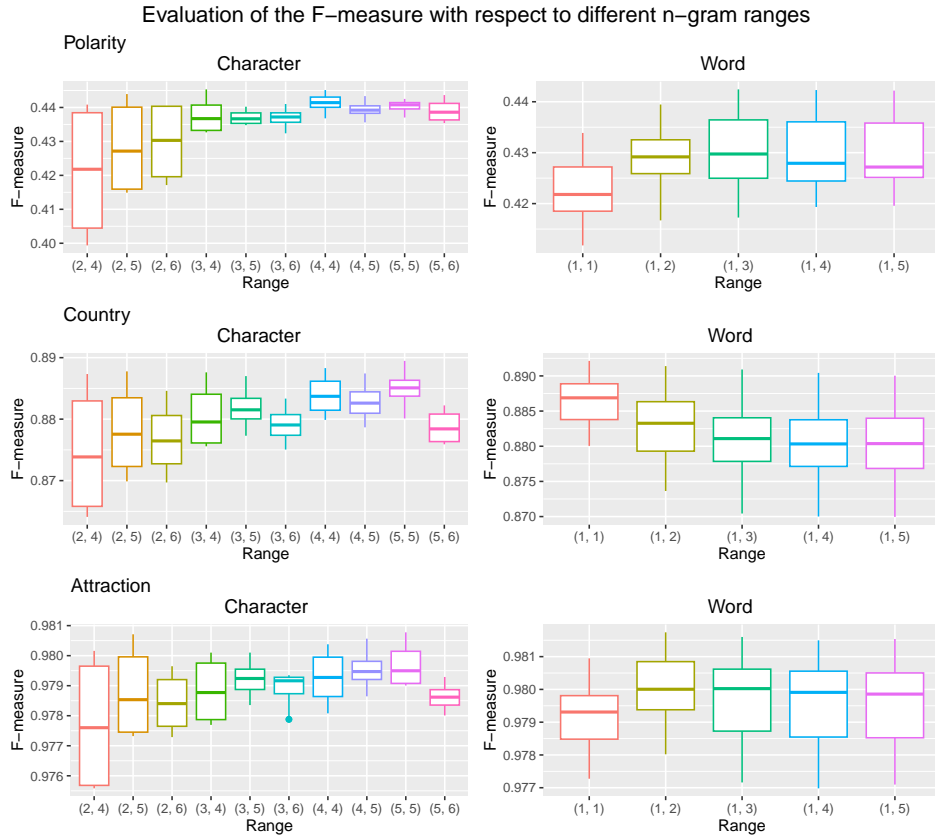 Evaluation of the F−measure with respect to different n−gram ranges
Polarity
Character
Word
F−measure
0.44
0.43
0.42
0.41
0.40
(2, 4) (2, 5) (2, 6) (3, 4) (3, 5) (3, 6) (4, 4) (4, 5) (5, 5) (5, 6)
Range
F−measure
0.44
0.43
0.42
(1, 1) (1, 2) (1, 3) (1, 4) (1, 5)
Range
Country
Character
Word
F−measure
0.89
0.88
0.87
(2, 4) (2, 5) (2, 6) (3, 4) (3, 5) (3, 6) (4, 4) (4, 5) (5, 5) (5, 6)
Range
F−measure
0.890
0.885
0.880
0.875
0.870
(1, 1) (1, 2) (1, 3) (1, 4) (1, 5)
Range
Attraction
Character
Word
F−measure
0.981
0.980
0.979
0.978
0.977
0.976
(2, 4) (2, 5) (2, 6) (3, 4) (3, 5) (3, 6) (4, 4) (4, 5) (5, 5) (5, 6)
Range
F−measure
0.981
0.980
0.979
0.978
0.977
(1, 1) (1, 2) (1, 3) (1, 4) (1, 5)
Range